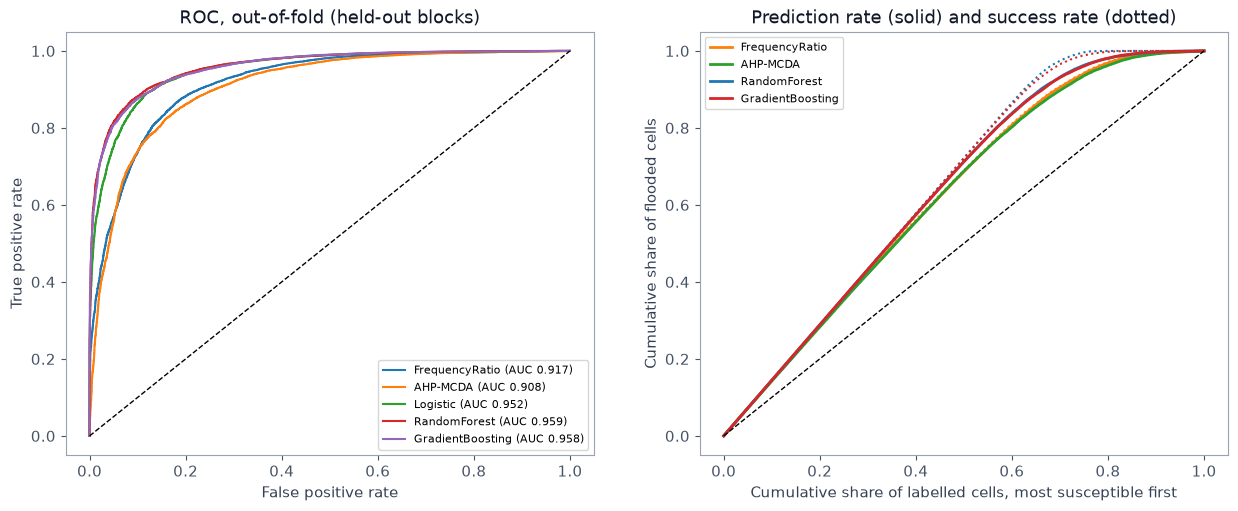 ROC, out-of-fold (held-out blocks)
1.0
0.8
0.6
0.4
0.2
0.0
True positive rate
FrequencyRatio (AUC 0.917)
AHP-MCDA (AUC 0.908)
Logistic (AUC 0.952)
RandomForest (AUC 0.959)
GradientBoosting (AUC 0.958)
0.0 0.2 0.4 0.6 0.8 1.0
False positive rate
Prediction rate (solid) and success rate (dotted)
FrequencyRatio
AHP-MCDA
RandomForest
GradientBoosting
1.0
0.8
0.6
0.4
0.2
0.0
Cumulative share of flooded cells
0.0 0.2 0.4 0.6 0.8 1.0
Cumulative share of labelled cells, most susceptible first